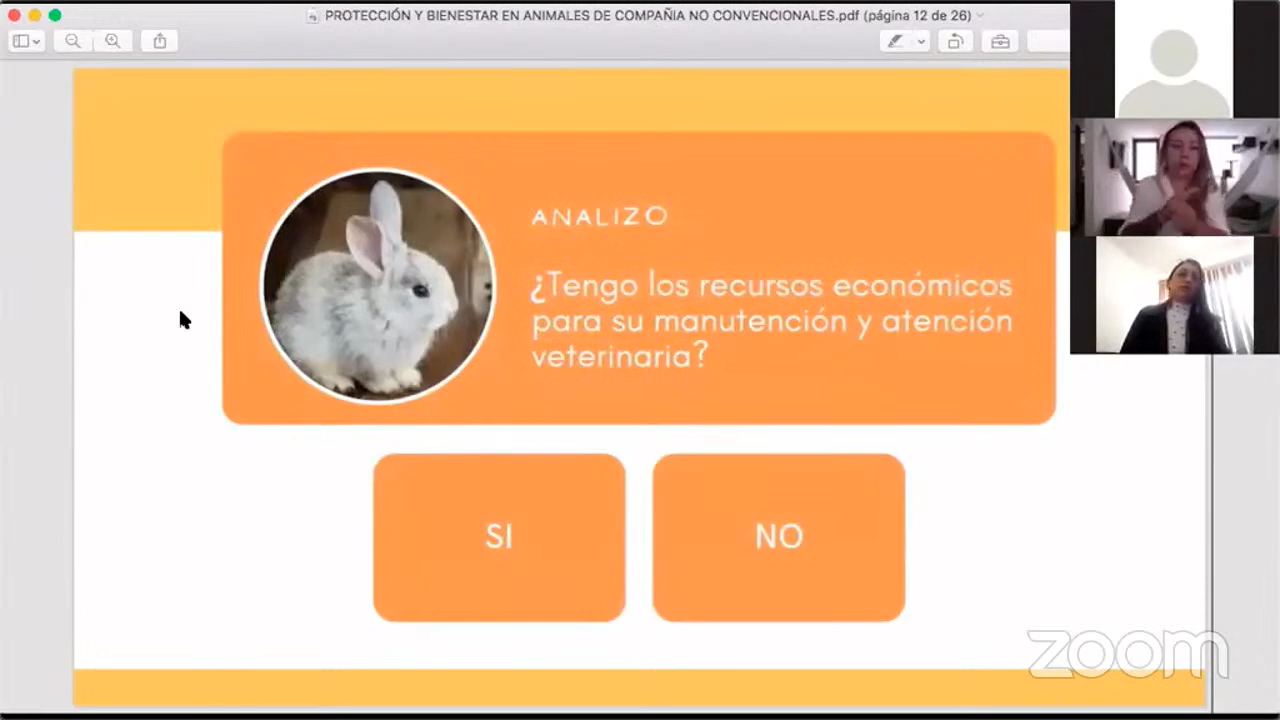 PROTECCIÓN Y BIENESTAR EN ANIMALES DE COMPAÑIA NO CONVENCIONALES.pdf (página 12 de 26)
ANALIZO
¿Tengo los recursos económicos
para su manutención y atención
veterinaria?
SI
NO
zoom